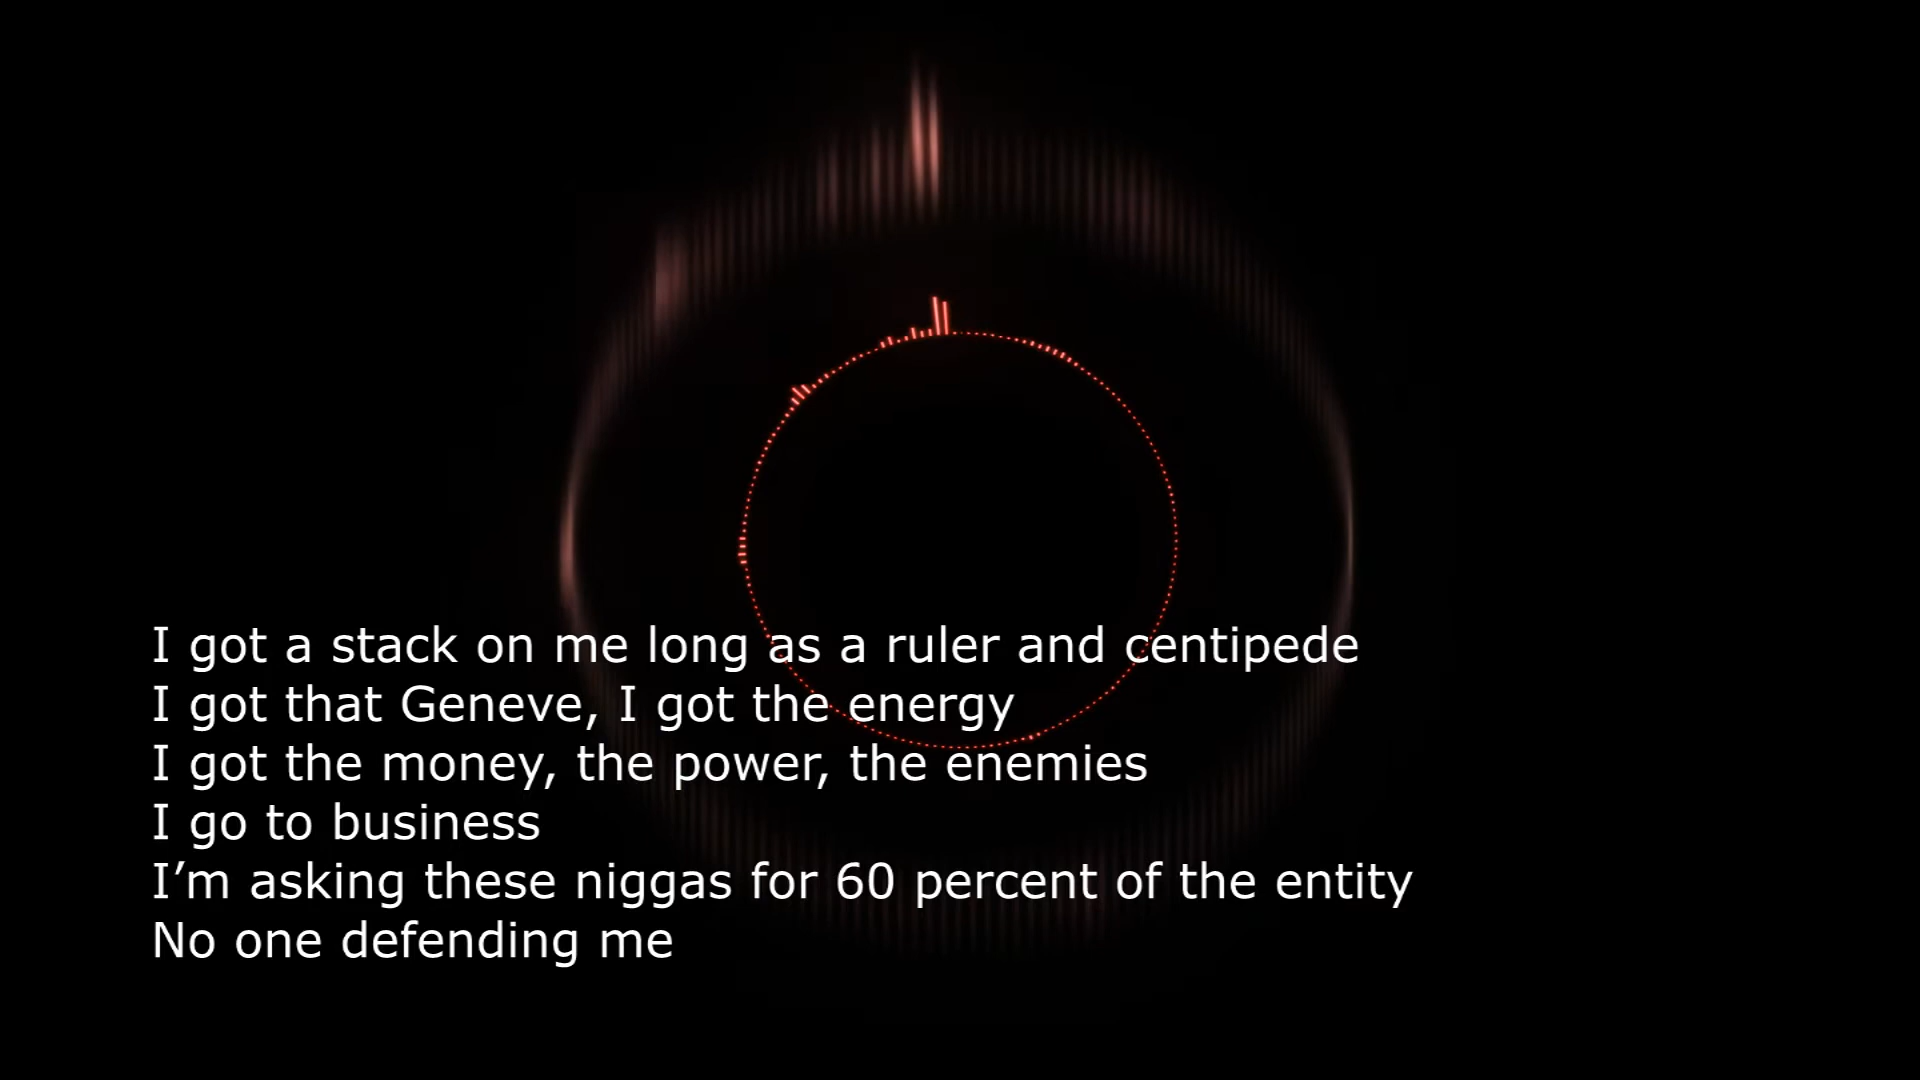 I got a stack on me long as a ruler and centipede
I got that Geneve, I got the energy
I got the money, the power, the enemies
I go to business
I’m asking these niggas for 60 percent of the entity
No one defending me